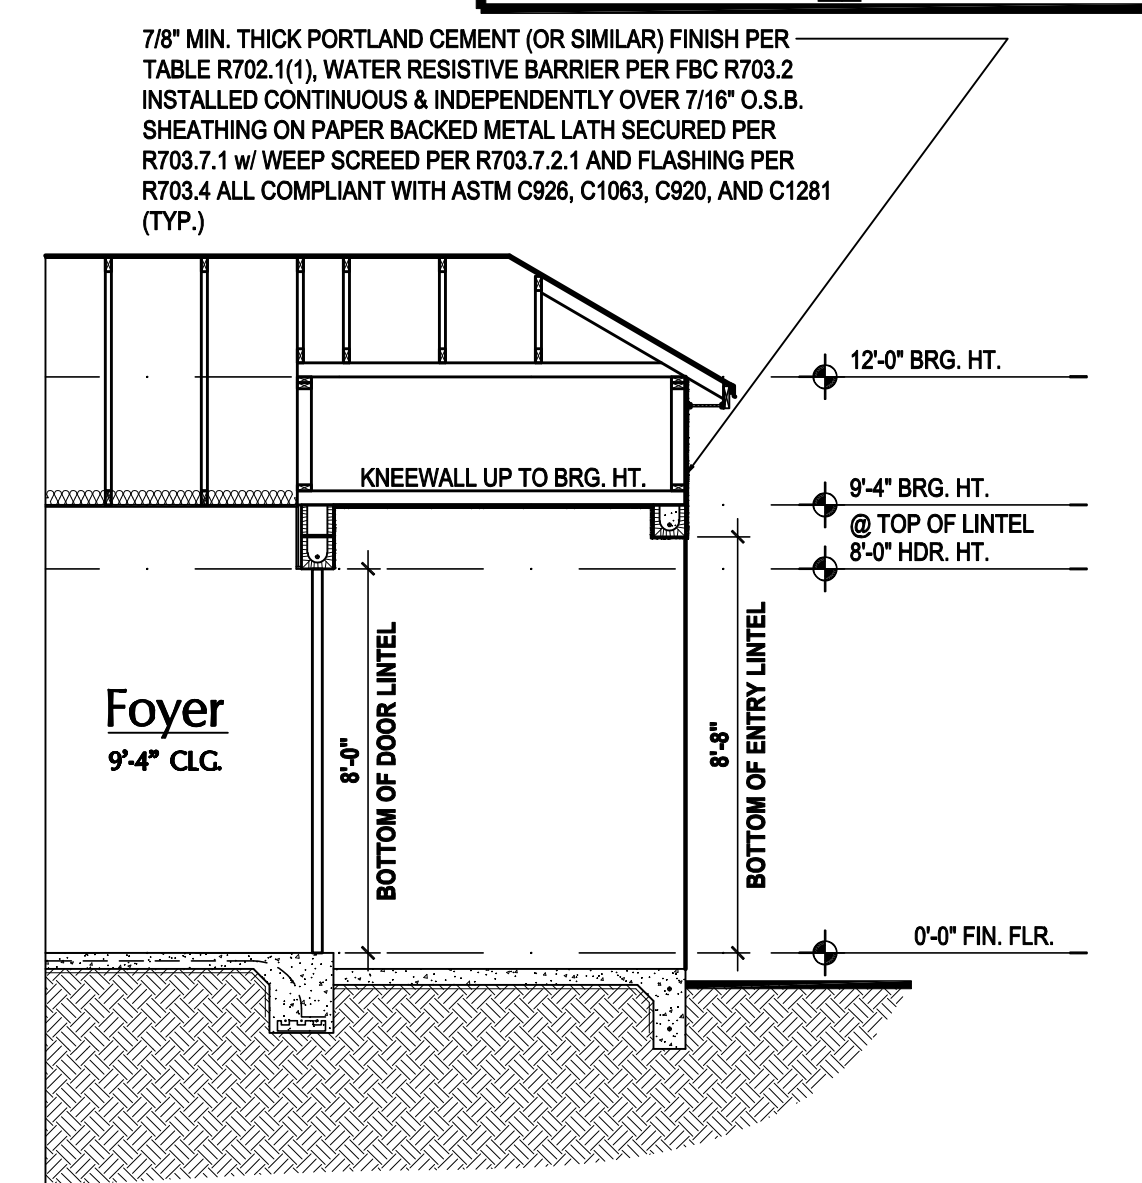 7/8" MIN. THICK PORTLAND CEMENT (OR SIMILAR) FINISH PER
TABLE R702.1(1), WATER RESISTIVE BARRIER PER FBC R703.2
INSTALLED CONTINUOUS & INDEPENDENTLY OVER 7/16" O.S.B.
SHEATHING ON PAPER BACKED METAL LATH SECURED PER
R703.7.1 w/ WEEP SCREED PER R703.7.2.1 AND FLASHING PER
R703.4 ALL COMPLIANT WITH ASTM C926, C1063, C920, AND C1281
(TYP.)
12'-0" BRG. HT.
KNEEWALL UP TO BRG. HT.
9'-4" BRG. HT.
@ TOP OF LINTEL
8'-0" HDR. HT.
Foyer
9'-4" CLG.
8'-0"
BOTTOM OF DOOR LINTEL
8'-8"
BOTTOM OF ENTRY LINTEL
0'-0" FIN. FLR.